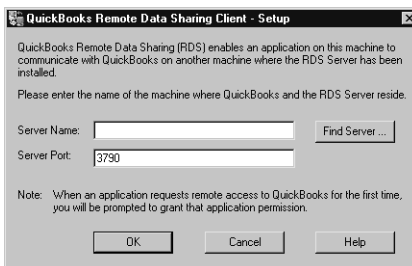 QuickBooks Remote Data Sharing Client - Setup
QuickBooks Remote Data Sharing (RDS) enables an application on this machine to
communicate with QuickBooks on another machine where the RDS Server has been
installed.
Please enter the name of the machine where QuickBooks and the RDS Server reside.
Server Name:
Find Server ...
Server Port:
3790
Note: When an application requests remote access to QuickBooks for the first time,
you will be prompted to grant that application permission.
OK
Cancel
Help